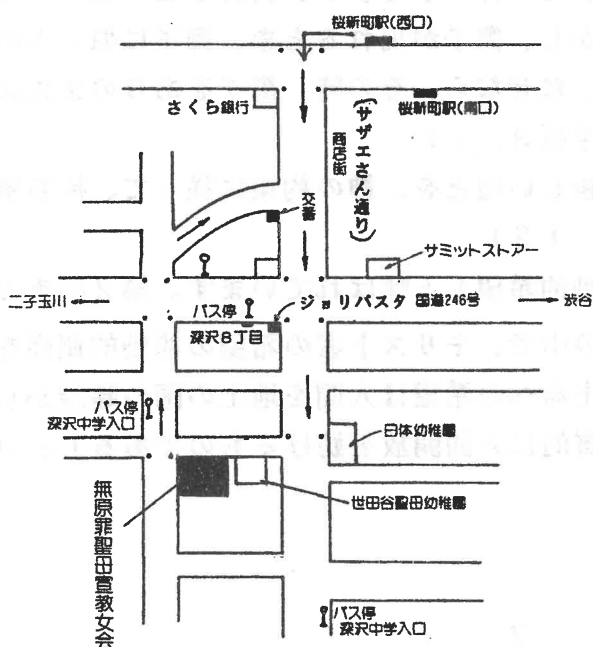 桜新町駅(西口)
さくら銀行
桜新町駅(南口)
商店街
(サザエさん通り)
交番
サミットストアー
二子玉川
バス停
深沢8丁目
ジョリパスタ
国道246号
渋谷
バス停
深沢中学入口
日体幼稚園
世田谷聖母幼稚園
無原罪聖母宣教女会
バス停
深沢中学入口